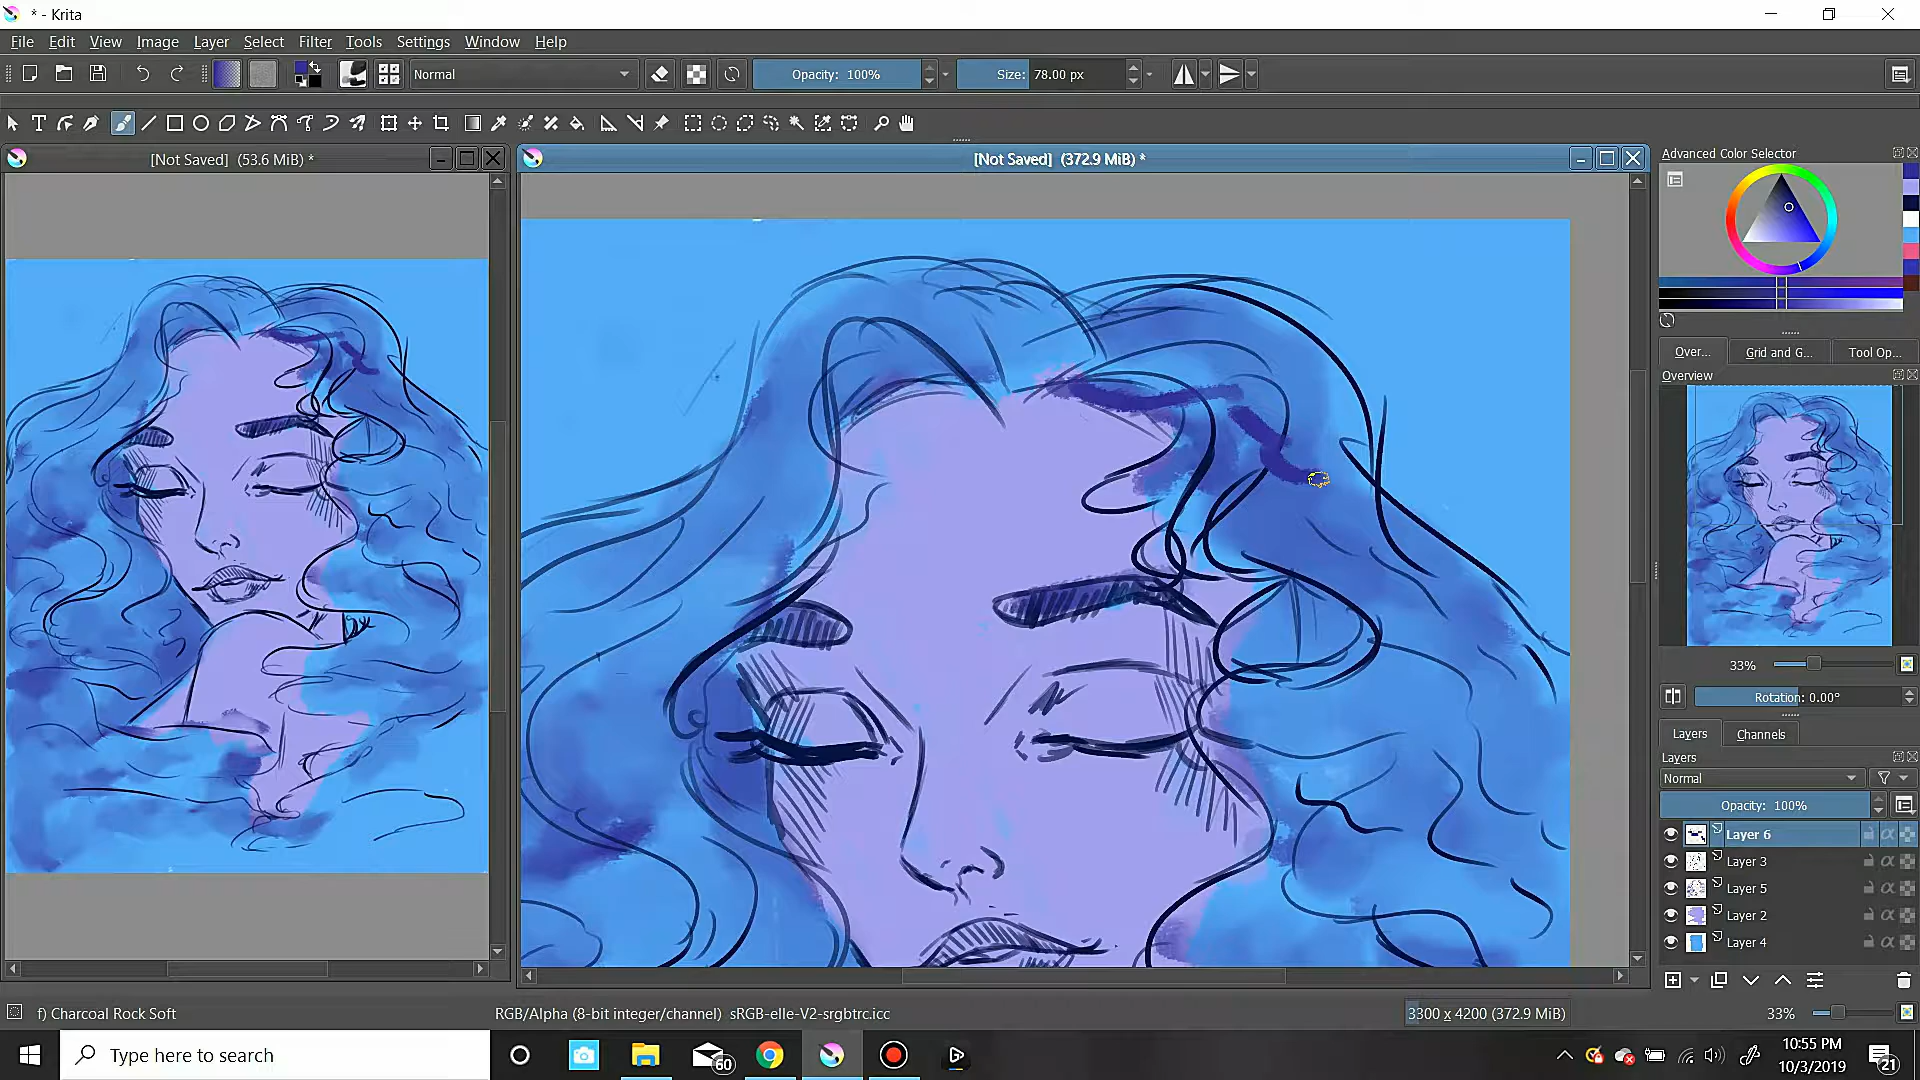 * - Krita
File Edit View Image Layer Select Filter Tools Settings Window Help
Normal
Opacity: 100%
Size: 78.00 px
[Not Saved] (53.6 MiB) *
[Not Saved] (372.9 MiB) *
Advanced Color Selector
Over... Grid and G... Tool Op...
Overview
33%
Rotation: 0.00°
Layers Channels
Layers
Normal
Opacity: 100%
Layer 6
Layer 3
Layer 5
Layer 2
Layer 4
f) Charcoal Rock Soft
RGB/Alpha (8-bit integer/channel) sRGB-elle-V2-srgbtrc.icc
3300 x 4200 (372.9 MiB)
33%
Type here to search
60
10:55 PM
10/3/2019
21